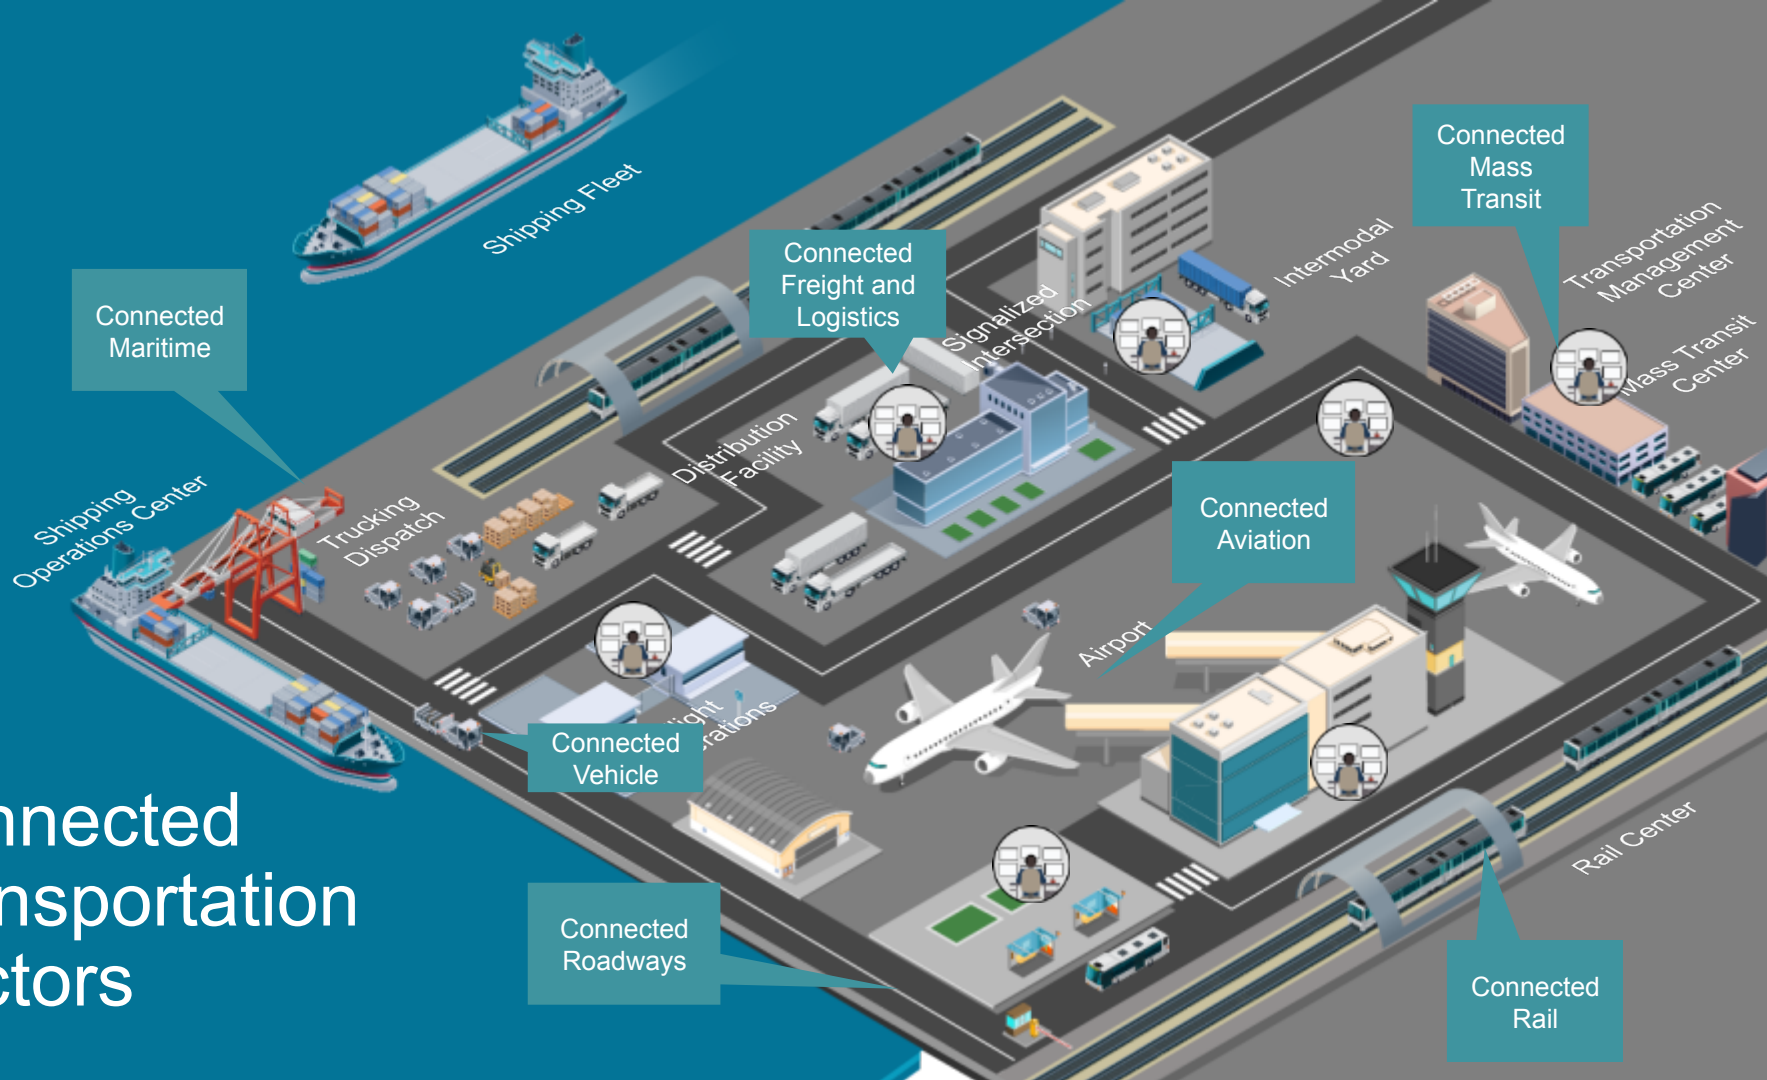 Shipping Fleet
Connected
Mass
Transit
Transportation
Management
Center
Intermodal
Yard
Connected
Freight and
Logistics
Signalized
Intersection
Connected
Maritime
Mass Transit
Center
Distribution
Facility
Shipping
Operations Center
Trucking
Dispatch
Connected
Aviation
Airport
Connected
Vehicle
Rail Center
nnected
nsportation
ctors
Connected
Roadways
Connected
Rail